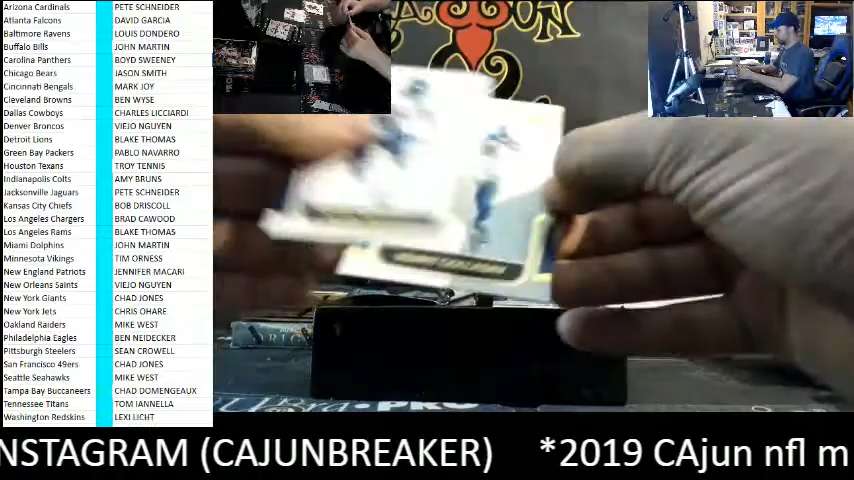 Arizona Cardinals PETE SCHNEIDER
Atlanta Falcons DAVID GARCIA
Baltimore Ravens LOUIS DONDERO
Buffalo Bills JOHN MARTIN
Carolina Panthers BOYD SWEENEY
Chicago Bears JASON SMITH
Cincinnati Bengals MARK JOY
Cleveland Browns BEN WYSE
Dallas Cowboys CHARLES LICCIARDI
Denver Broncos VIEJO NGUYEN
Detroit Lions BLAKE THOMAS
Green Bay Packers PABLO NAVARRO
Houston Texans TROY TENNIS
Indianapolis Colts AMY BRUNS
Jacksonville Jaguars PETE SCHNEIDER
Kansas City Chiefs BOB DRISCOLL
Los Angeles Chargers BRAD CAWOOD
Los Angeles Rams BLAKE THOMAS
Miami Dolphins JOHN MARTIN
Minnesota Vikings TIM ORNESS
New England Patriots JENNIFER MACARI
New Orleans Saints VIEJO NGUYEN
New York Giants CHAD JONES
New York Jets CHRIS OHARE
Oakland Raiders MIKE WEST
Philadelphia Eagles BEN NEIDECKER
Pittsburgh Steelers SEAN CROWELL
San Francisco 49ers CHAD JONES
Seattle Seahawks MIKE WEST
Tampa Bay Buccaneers CHAD DOMENGEAUX
Tennessee Titans TOM IANNELLA
Washington Redskins LEXI LICHT
PRO
NSTAGRAM (CAJUNBREAKER) *2019 CAjun nfl m